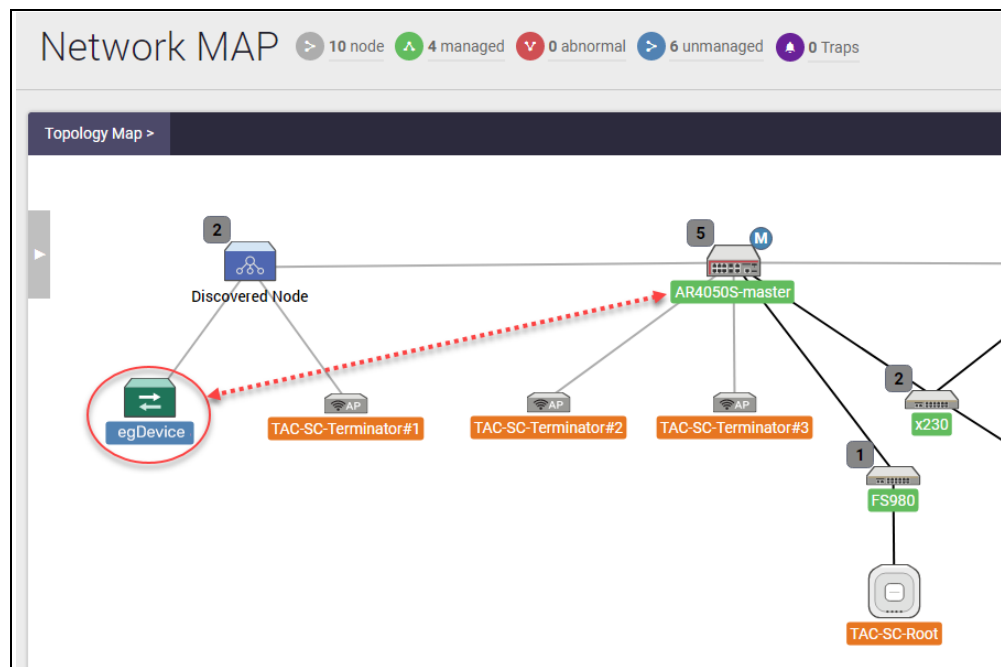 Network MAP 10 node 4 managed 0 abnormal 6 unmanaged 0 Traps
Topology Map >
2
5
M
Discovered Node
AR4050S-master
2
AP
AP
AP
egDevice
TAC-SC-Terminator#1
TAC-SC-Terminator#2
TAC-SC-Terminator#3
x230
1
FS980
TAC-SC-Root